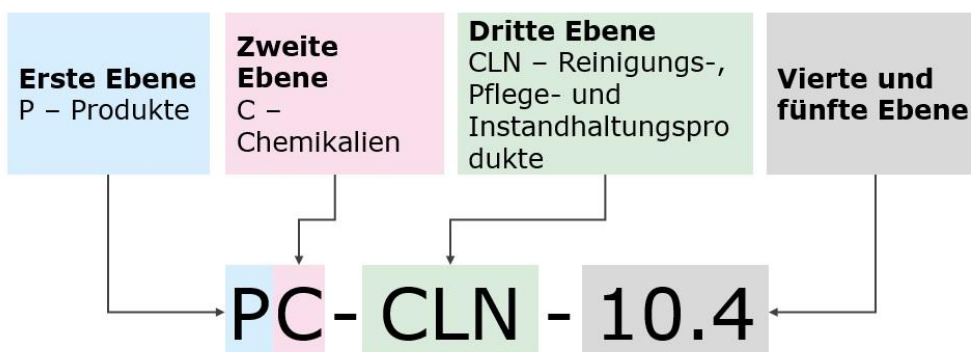 Erste Ebene
P – Produkte
Zweite
Ebene
C –
Chemikalien
Dritte Ebene
CLN – Reinigungs-,
Pflege- und
Instandhaltungspro
dukte
Vierte und
fünfte Ebene
PC - CLN - 10.4